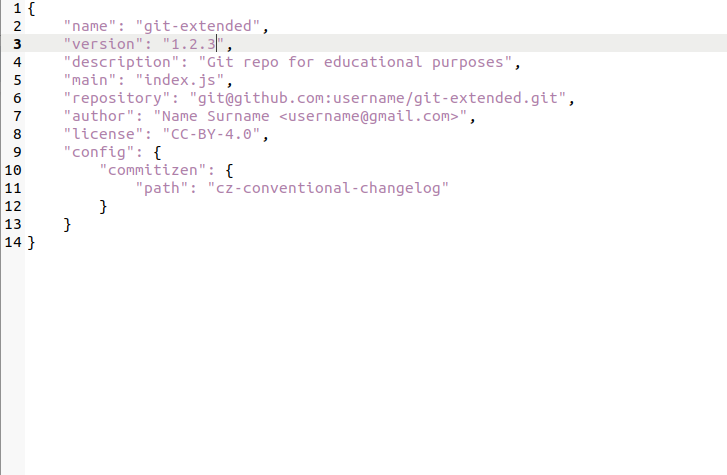 1 {
2     "name": "git-extended",
3     "version": "1.2.3",
4     "description": "Git repo for educational purposes",
5     "main": "index.js",
6     "repository": "git@github.com:username/git-extended.git",
7     "author": "Name Surname <username@gmail.com>",
8     "license": "CC-BY-4.0",
9     "config": {
10         "commitizen": {
11             "path": "cz-conventional-changelog"
12         }
13     }
14 }